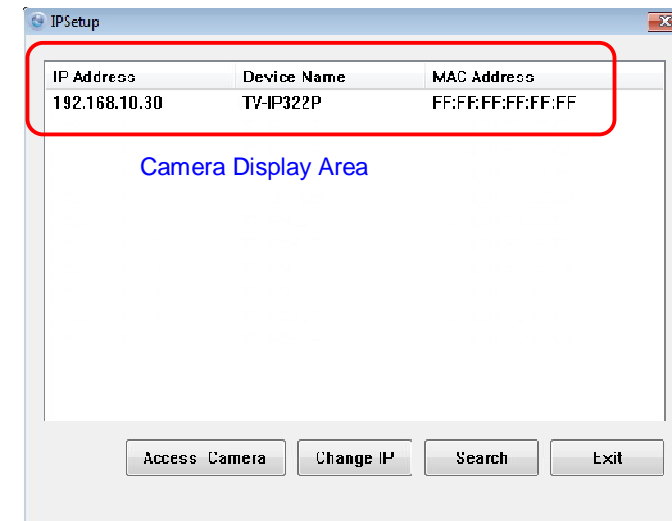 IPSetup
IP Address Device Name MAC Address
192.168.10.30 TV-IP322P FF:FF:FF:FF:FF:FF
Camera Display Area
Access Camera Change IP Search Exit